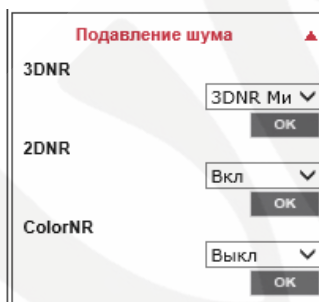 Подавление шума
3DNR
3DNR Ми
OK
2DNR
Вкл
OK
ColorNR
Выкл
OK